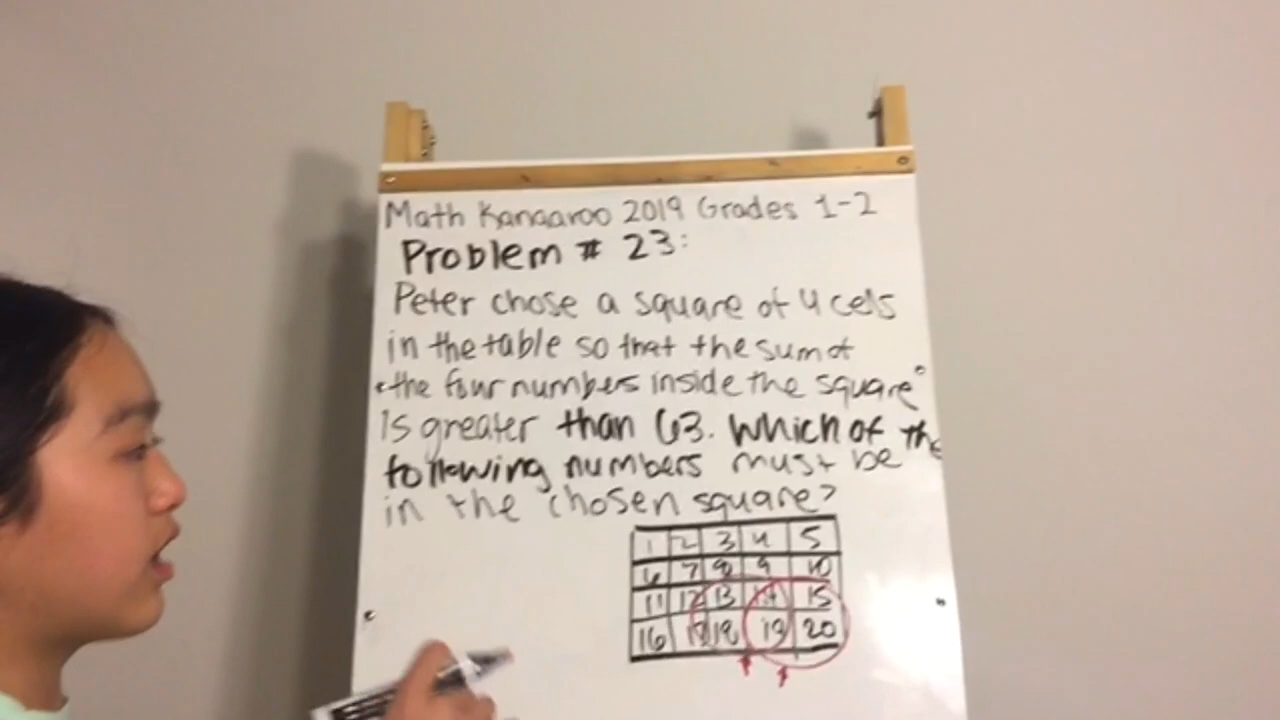 Math Kangaroo 2019 Grades 1-2
Problem # 23:
Peter chose a square of 4 cells
in the table so that the sum of
the four numbers inside the square
is greater than 63. Which of the
following numbers must be
in the chosen square?
1 2 3 4 5
6 7 8 9 10
11 12 13 14 15
16 17 18 19 20